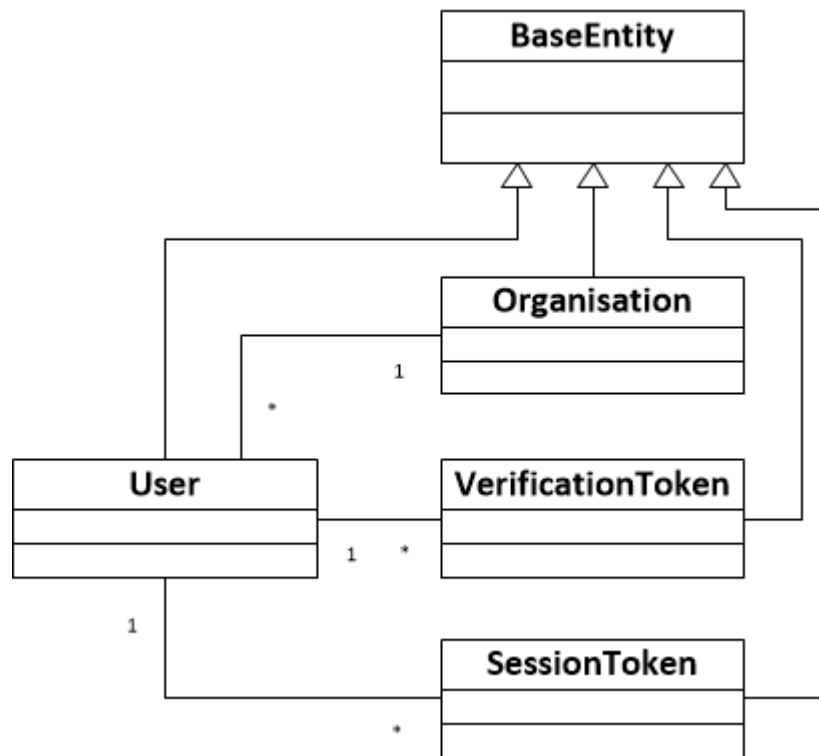 BaseEntity
Organisation
1
*
User
VerificationToken
1 *
1
SessionToken
*